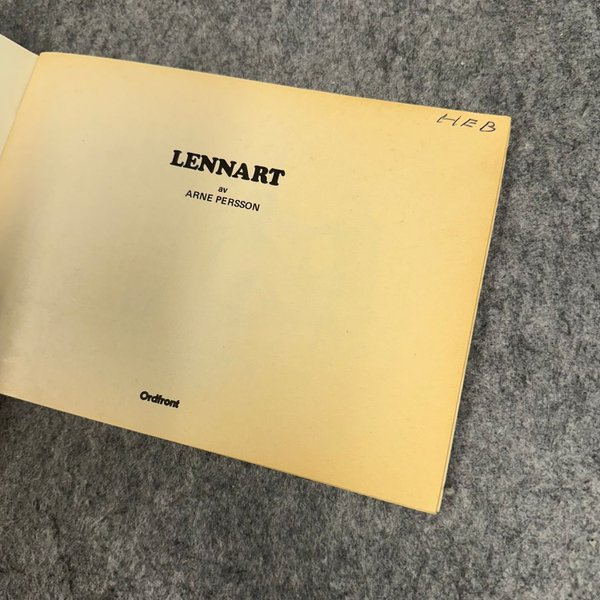 HEB
LENNART
av
ARNE PERSSON
Ordfront